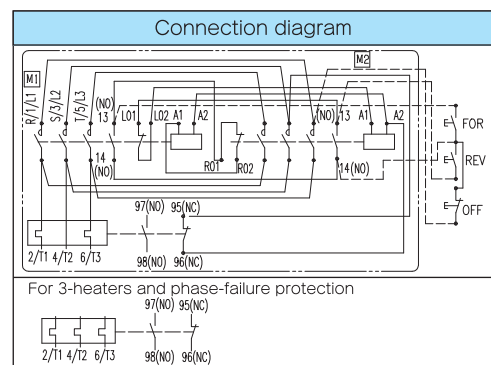 Connection diagram
M1
M2
R/1/L1
S/3/L2
T/5/L3
(NO)
13
L01
L02
A1
A2
(NO)
13
A1
A2
FOR
REV
OFF
14
(NO)
R01
R02
14(NO)
97(NO)
95(NC)
98(NO)
96(NC)
2/T1
4/T2
6/T3
For 3-heaters and phase-failure protection
97(NO)
95(NC)
2/T1
4/T2
6/T3
98(NO)
96(NC)